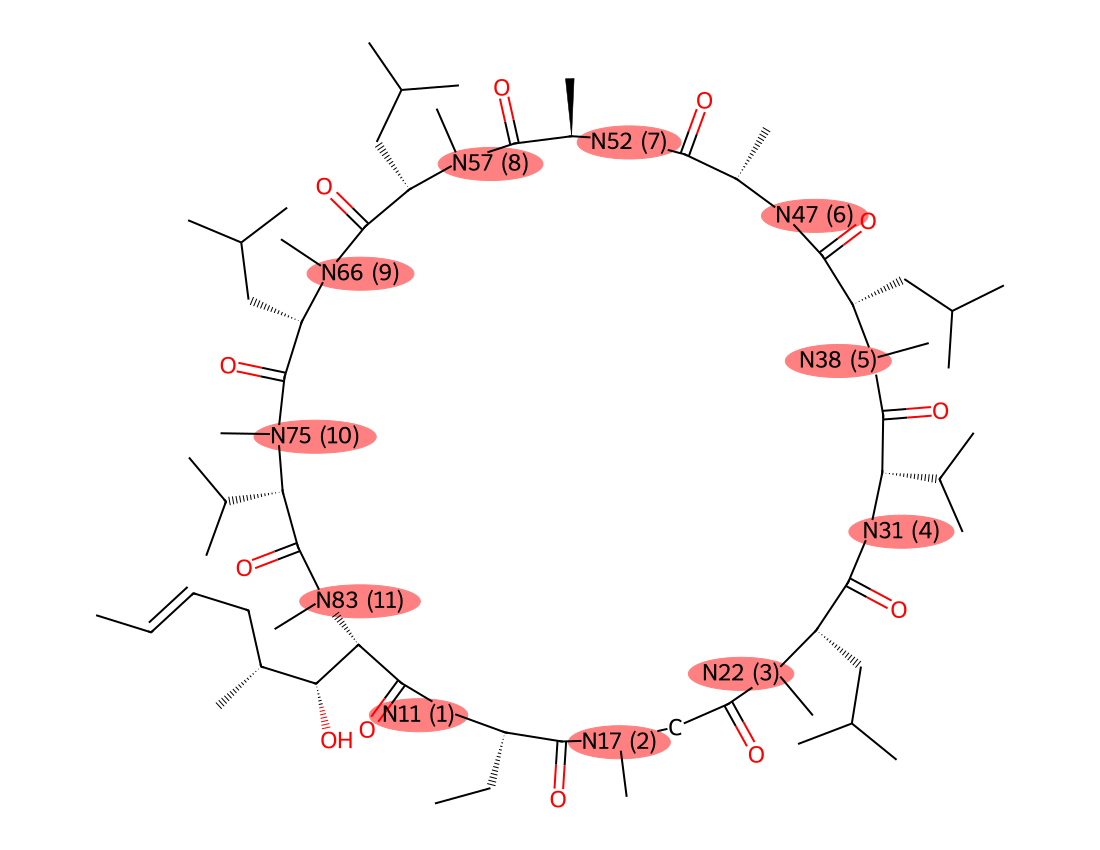 O
O
N52 (7)
N57 (8)
O
N47 (6)
O
N66 (9)
O
N38 (5)
O
N75 (10)
N31 (4)
O
N83 (11)
O
N22 (3)
N11 (1)
O
OH
N17 (2)
C
O
O